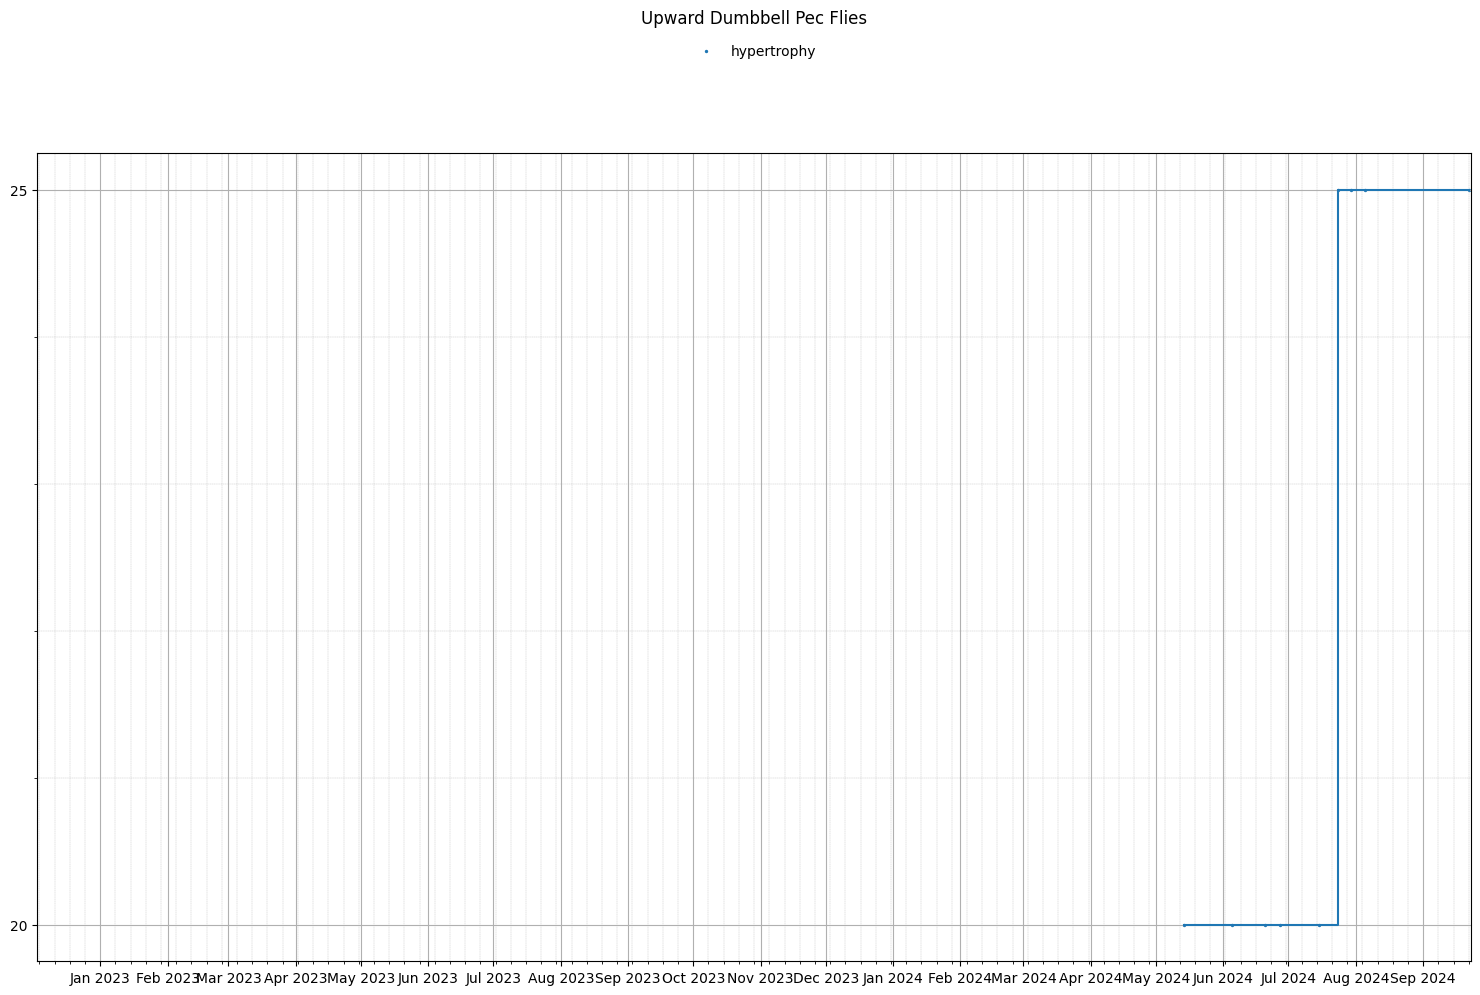 Upward Dumbbell Pec Flies
hypertrophy
25
20
Jan 2023 Feb 2023 Mar 2023 Apr 2023 May 2023 Jun 2023 Jul 2023 Aug 2023 Sep 2023 Oct 2023 Nov 2023 Dec 2023 Jan 2024 Feb 2024 Mar 2024 Apr 2024 May 2024 Jun 2024 Jul 2024 Aug 2024 Sep 2024